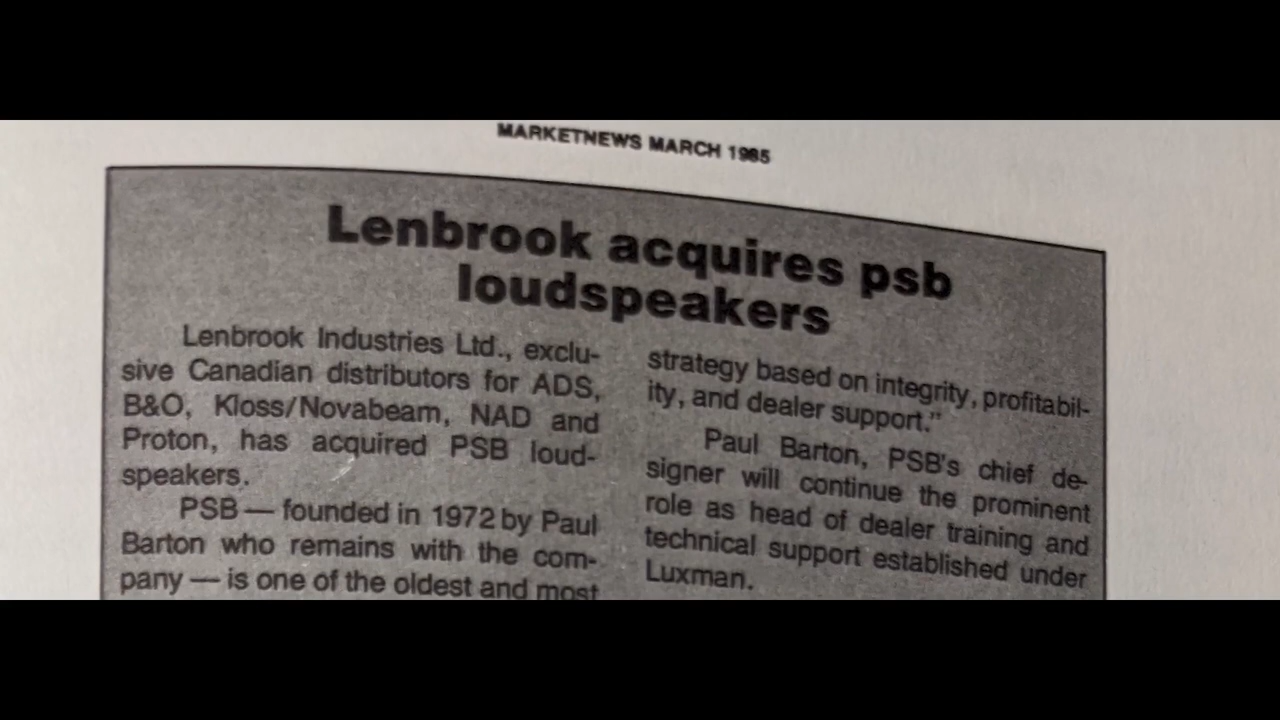 MARKETNEWS MARCH 1985
Lenbrook acquires psb
loudspeakers
Lenbrook Industries Ltd., exclu-
sive Canadian distributors for ADS,
B&O, Kloss/Novabeam, NAD and
Proton, has acquired PSB loud-
speakers.
PSB — founded in 1972 by Paul
Barton who remains with the com-
pany — is one of the oldest and most
strategy based on integrity, profitabil-
ity, and dealer support."
Paul Barton, PSB's chief de-
signer will continue the prominent
role as head of dealer training and
technical support established under
Luxman.